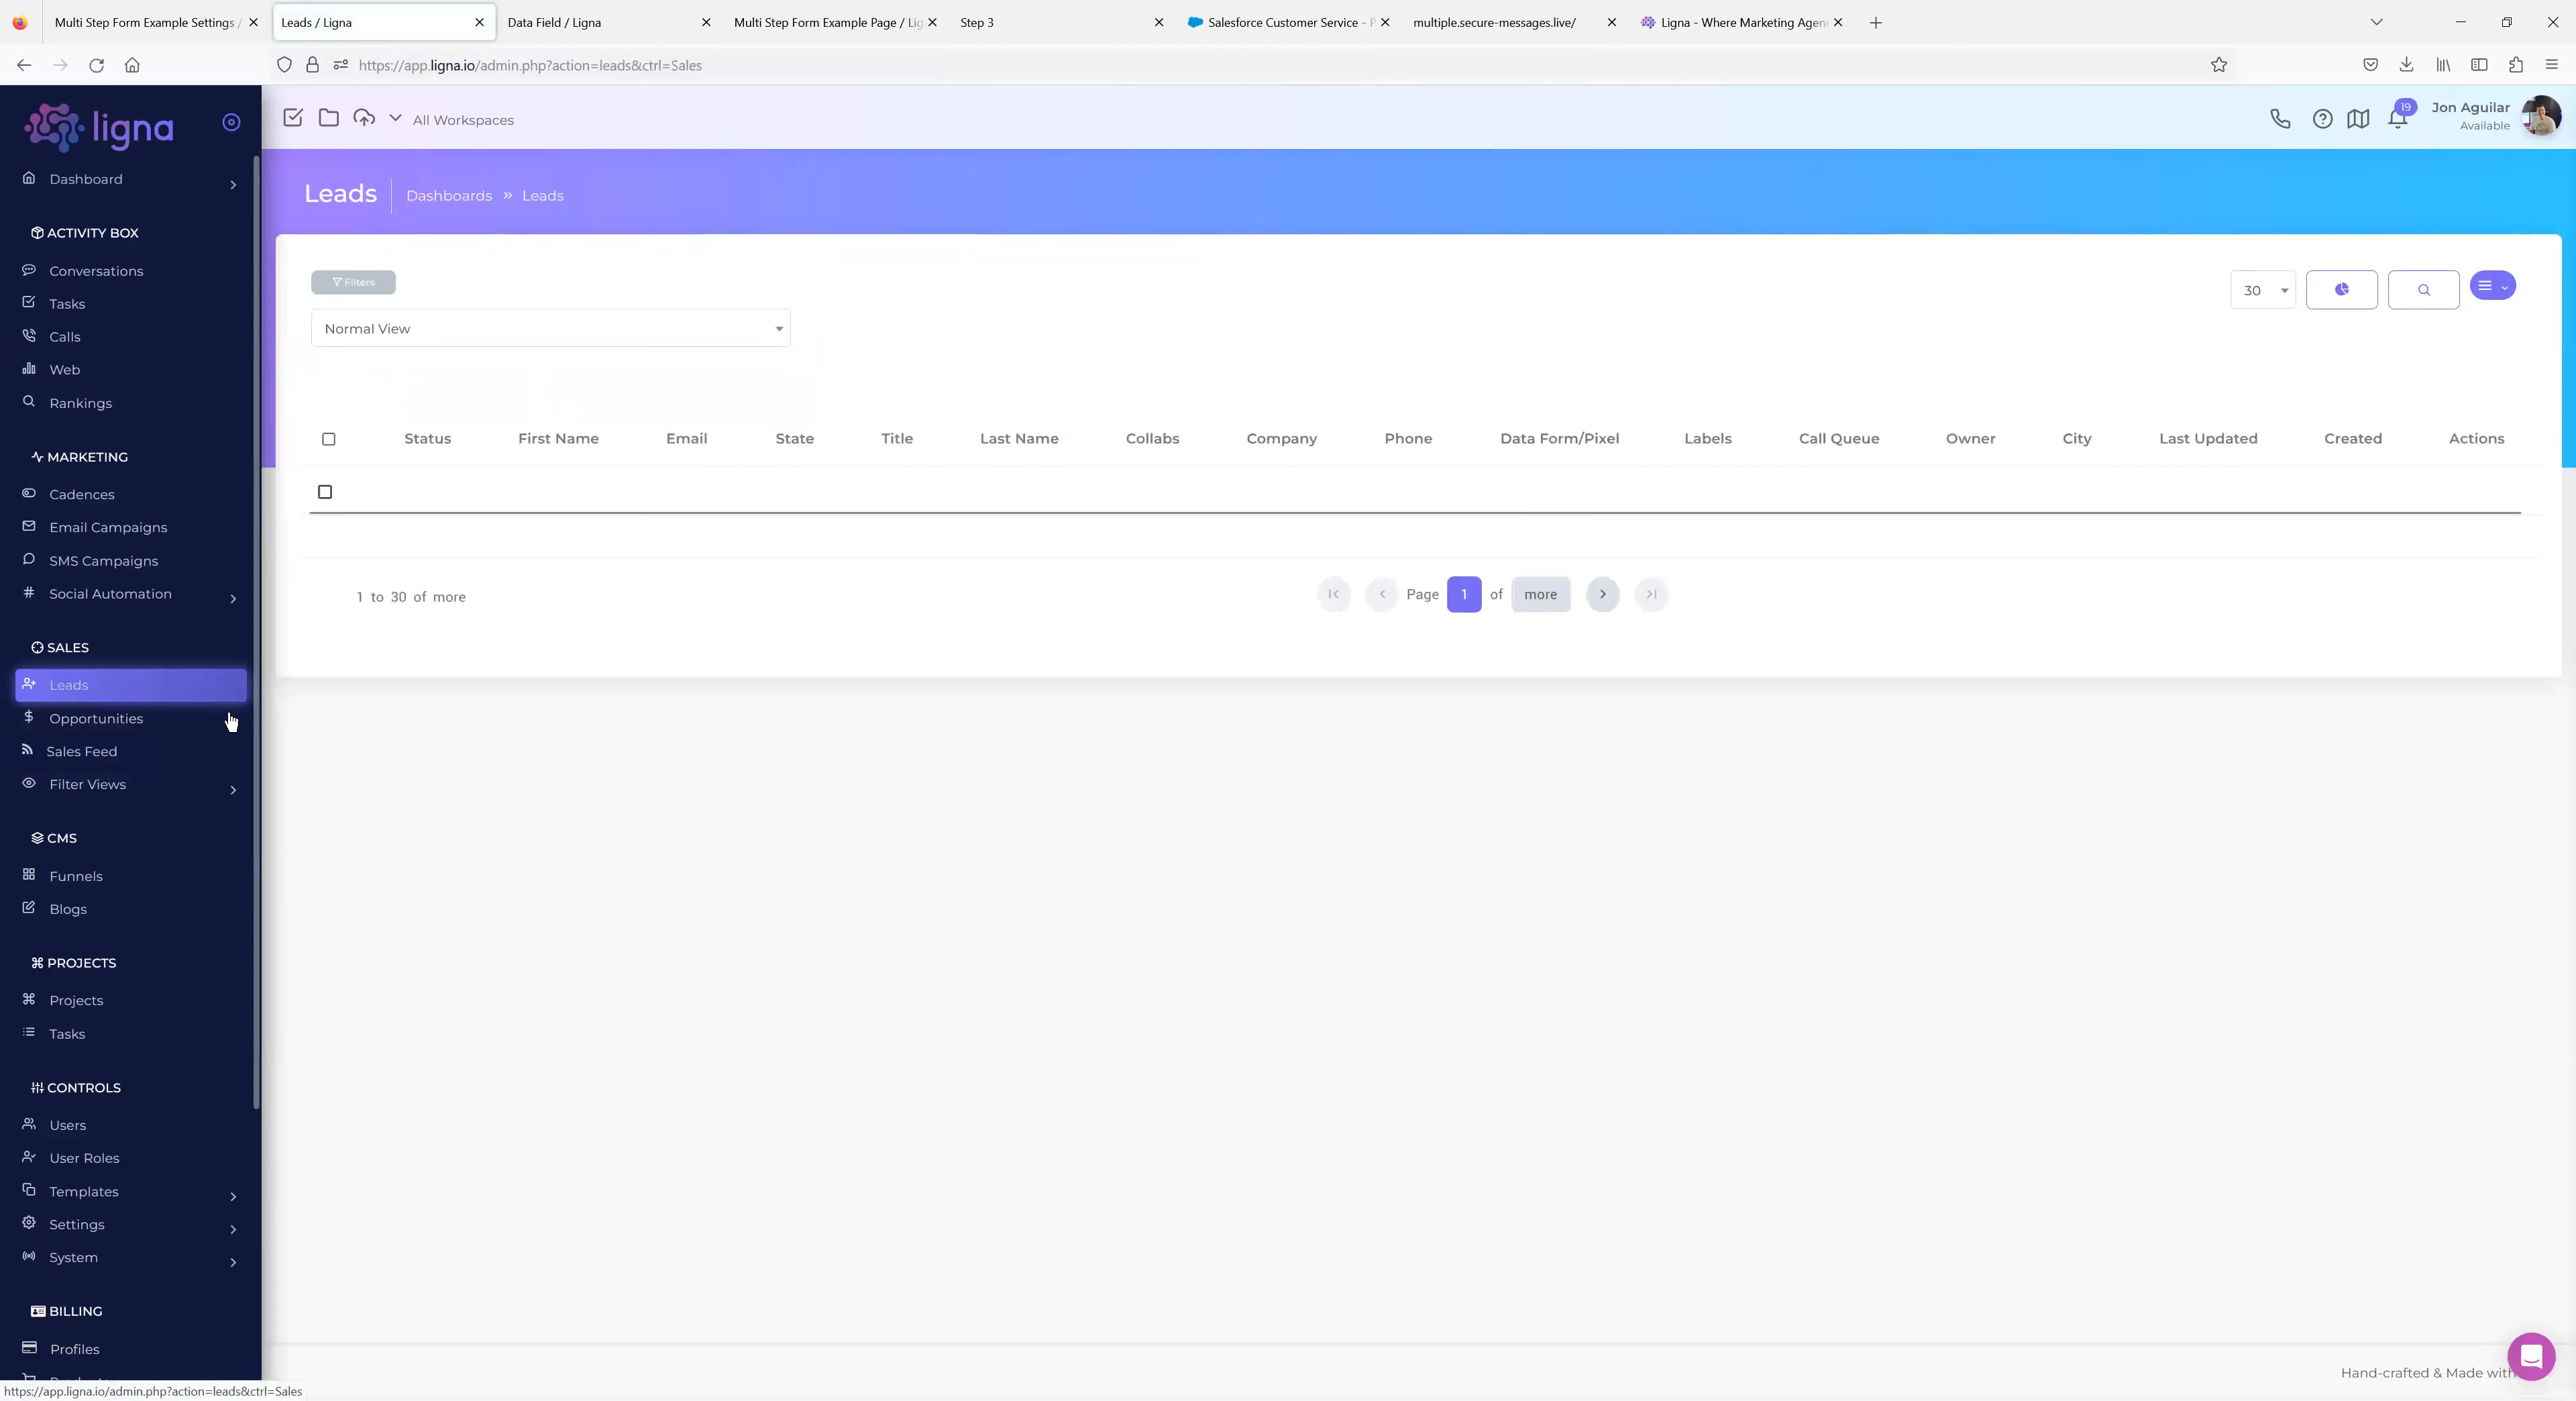 Multi Step Form Example Settings /
Leads / Ligna
Data Field / Ligna
Multi Step Form Example Page / Lig
Step 3
Salesforce Customer Service - P
multiple.secure-messages.live/
Ligna - Where Marketing Agen
https://app.ligna.io/admin.php?action=leads&ctrl=Sales
ligna
All Workspaces
19
Jon Aguilar
Available
Dashboard
ACTIVITY BOX
Conversations
Tasks
Calls
Web
Rankings
MARKETING
Cadences
Email Campaigns
SMS Campaigns
Social Automation
SALES
Leads
Opportunities
Sales Feed
Filter Views
CMS
Funnels
Blogs
PROJECTS
Projects
Tasks
CONTROLS
Users
User Roles
Templates
Settings
System
BILLING
Profiles
Leads
Dashboards » Leads
Filters
Normal View
30
Status First Name Email State Title Last Name Collabs Company Phone Data Form/Pixel Labels Call Queue Owner City Last Updated Created Actions
1 to 30 of more
Page 1 of more
Hand-crafted & Made with
https://app.ligna.io/admin.php?action=leads&ctrl=Sales